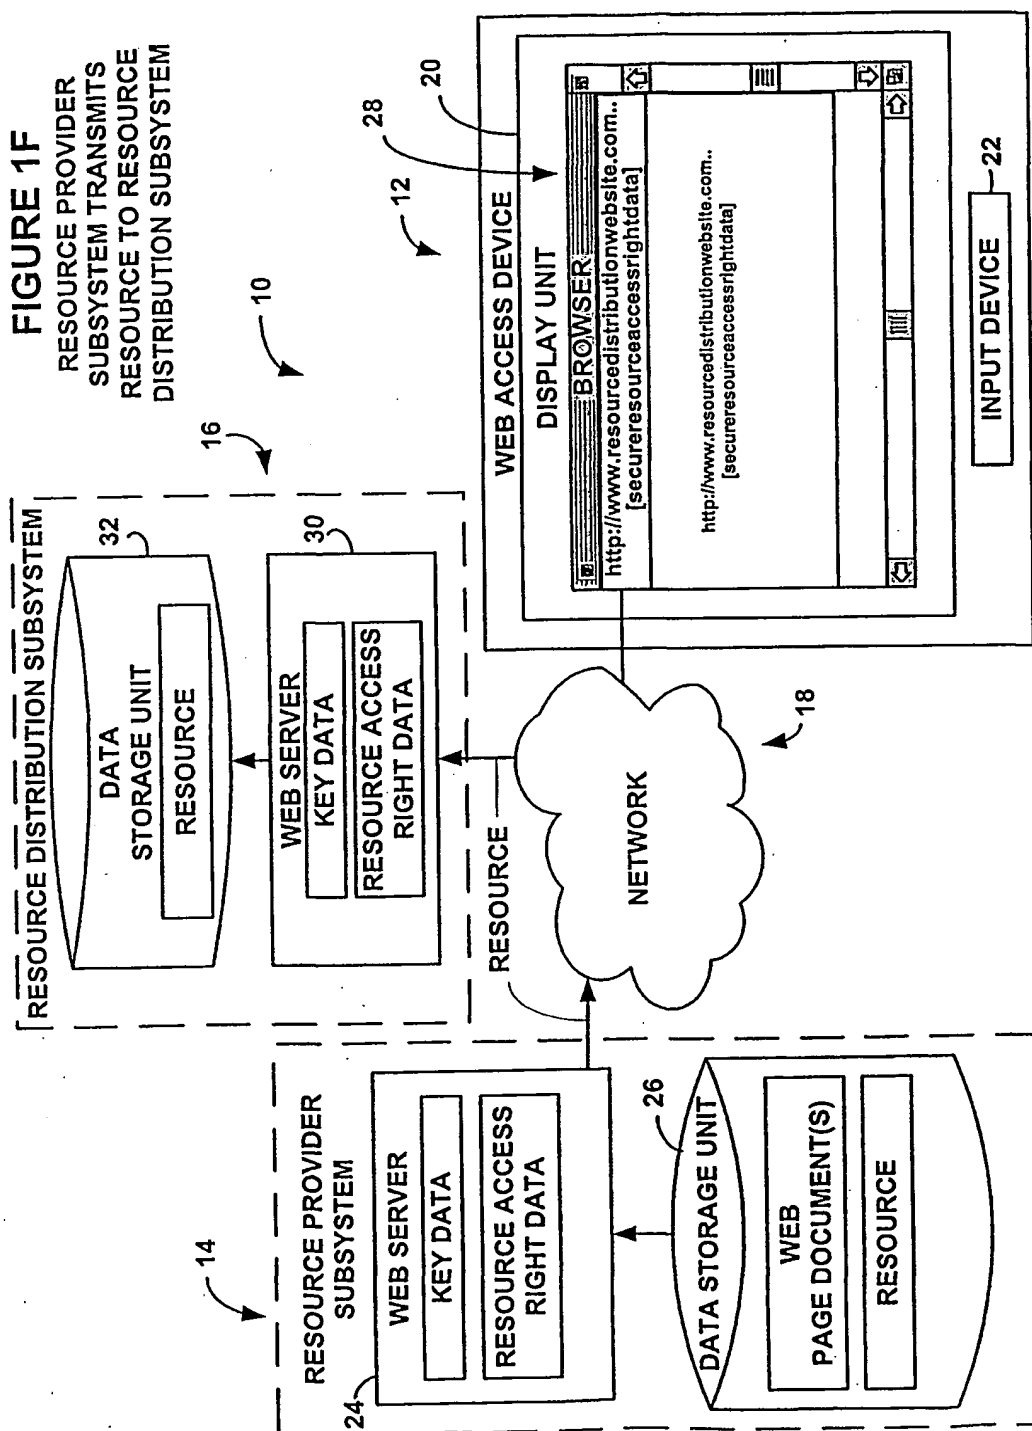 FIGURE 1F
RESOURCE PROVIDER
SUBSYSTEM TRANSMITS
RESOURCE TO RESOURCE
DISTRIBUTION SUBSYSTEM
10
12
14
RESOURCE PROVIDER
SUBSYSTEM
24
WEB SERVER
KEY DATA
RESOURCE ACCESS
RIGHT DATA
26
DATA STORAGE UNIT
WEB
PAGE DOCUMENT(S)
RESOURCE
16
RESOURCE DISTRIBUTION SUBSYSTEM
32
DATA
STORAGE UNIT
RESOURCE
30
WEB SERVER
KEY DATA
RESOURCE ACCESS
RIGHT DATA
RESOURCE
NETWORK
18
28
20
WEB ACCESS DEVICE
DISPLAY UNIT
BROWSER
http://www.resourcedistributionwebsite.com..
[secureresourceaccessrightdata]
http://www.resourcedistributionwebsite.com..
[secureresourceaccessrightdata]
INPUT DEVICE
22